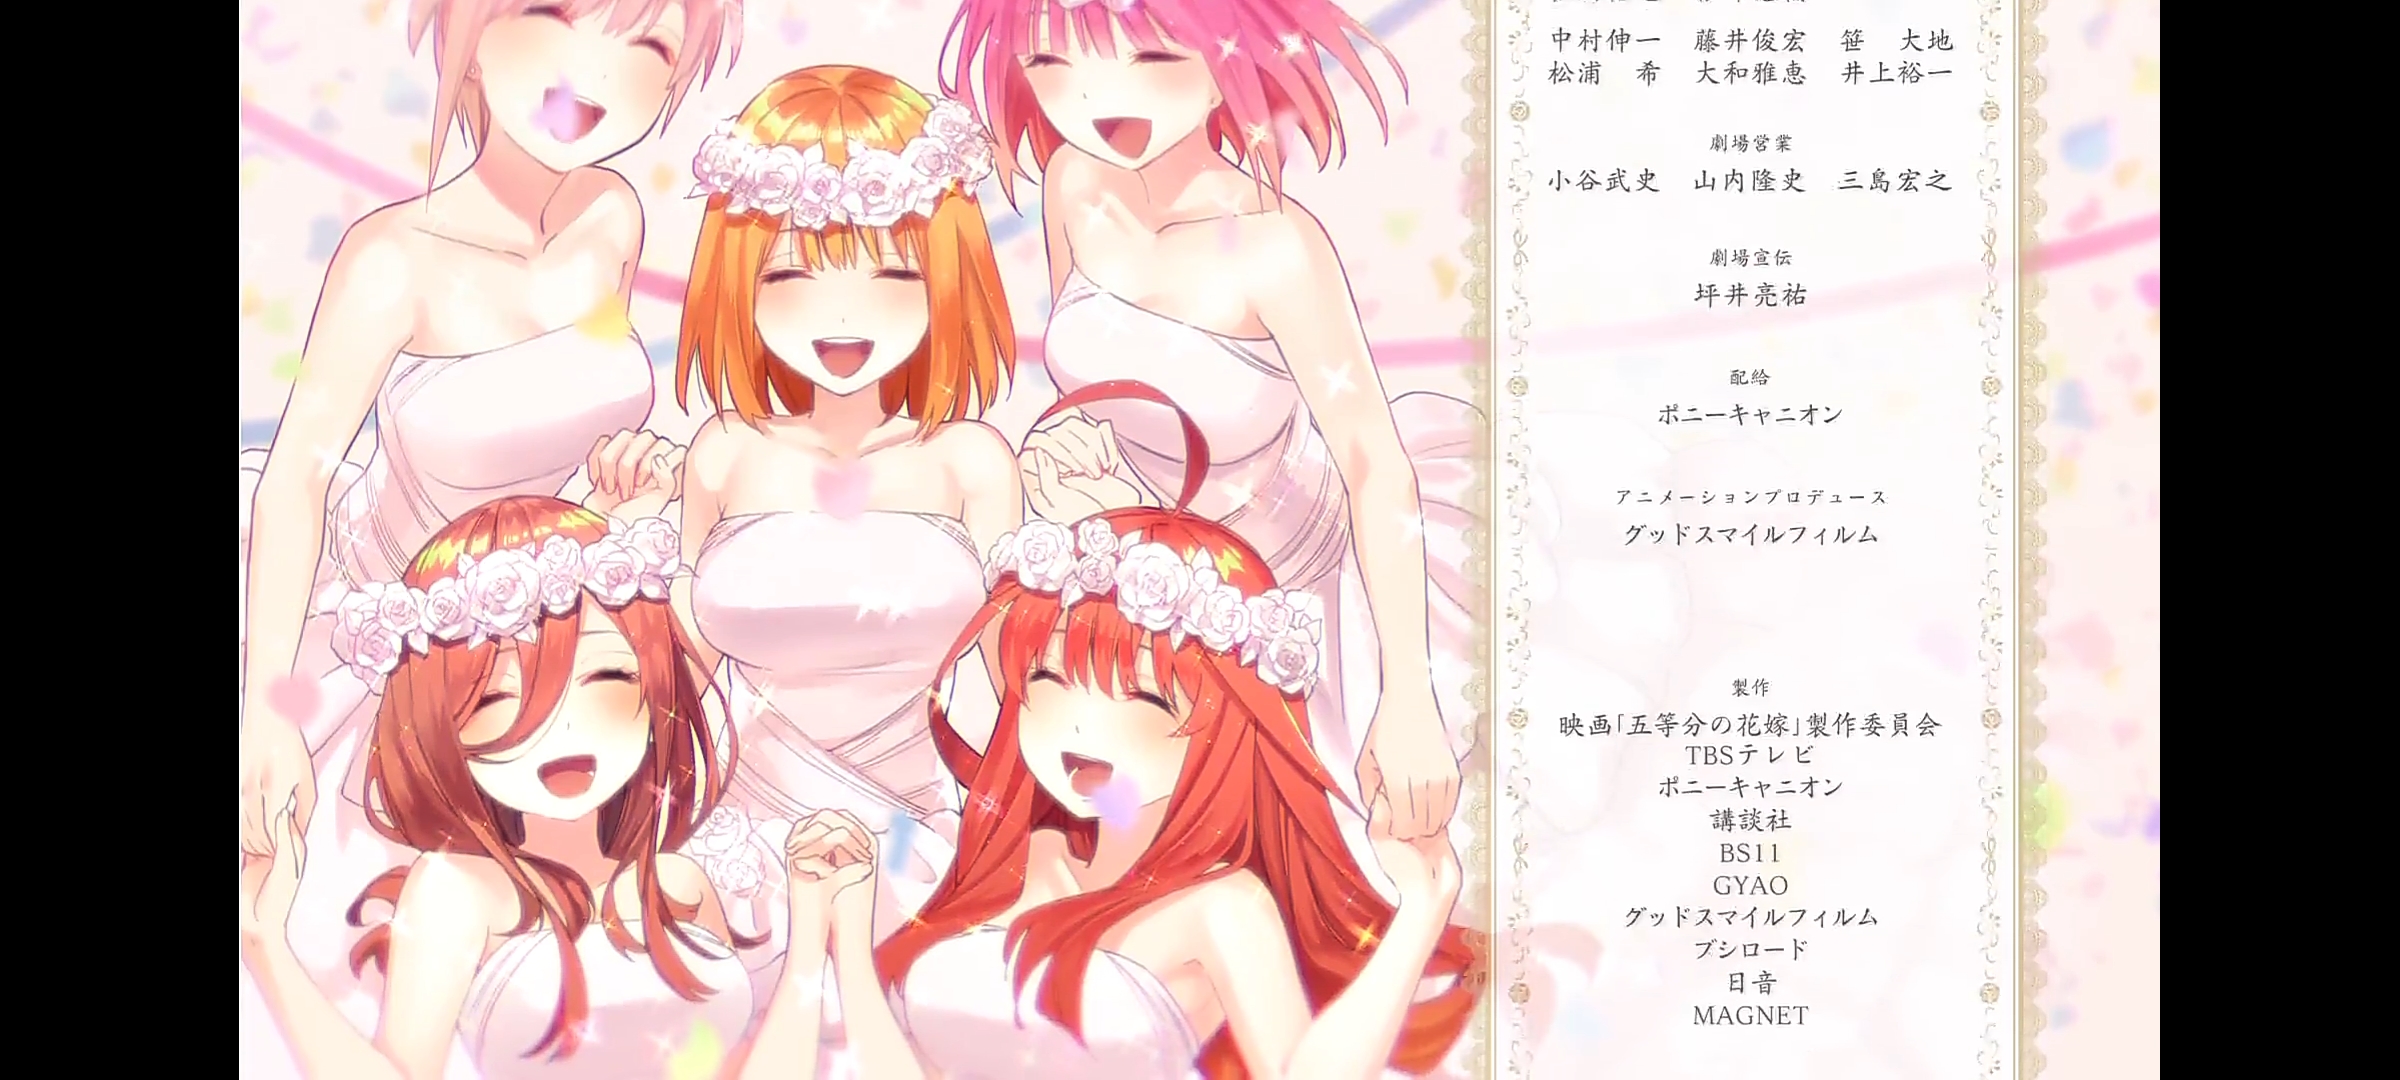 中村伸一　藤井俊宏　笹　大地
松浦　希　大和雅恵　井上裕一
劇場営業
小谷武史　山内隆史　三島宏之
劇場宣伝
坪井亮祐
配給
ポニーキャニオン
アニメーションプロデュース
グッドスマイルフィルム
製作
映画「五等分の花嫁」製作委員会
TBSテレビ
ポニーキャニオン
講談社
BS11
GYAO
グッドスマイルフィルム
ブシロード
日音
MAGNET